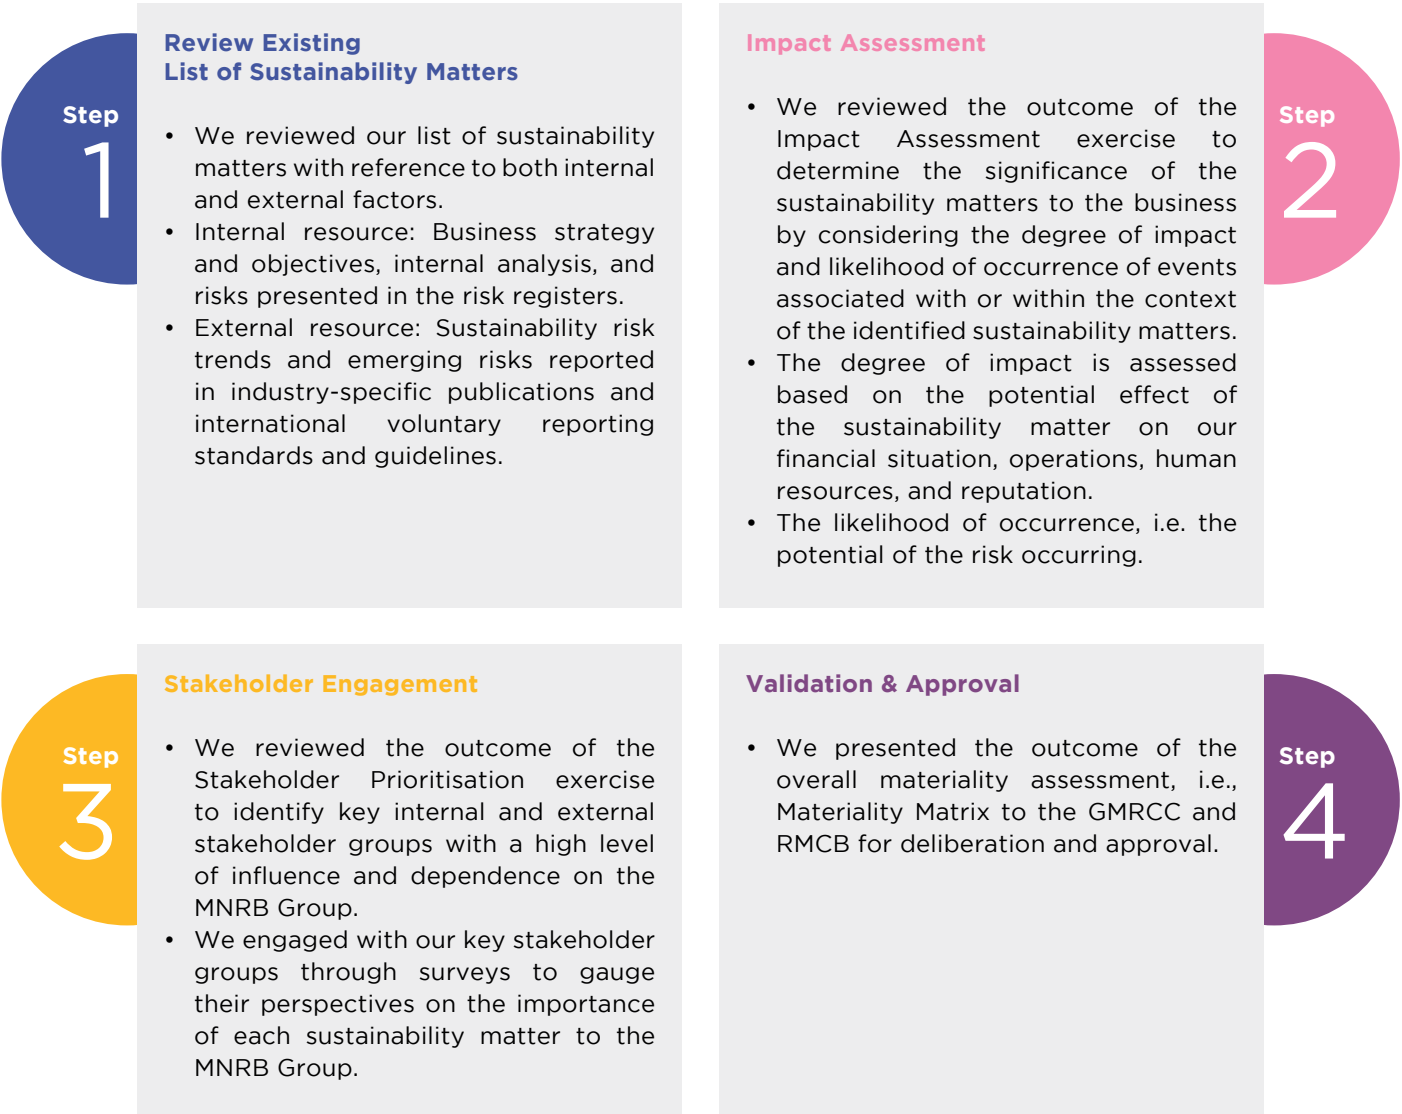 Step
1
Review Existing
List of Sustainability Matters
• We reviewed our list of sustainability
matters with reference to both internal
and external factors.
• Internal resource: Business strategy
and objectives, internal analysis, and
risks presented in the risk registers.
• External resource: Sustainability risk
trends and emerging risks reported
in industry-specific publications and
international voluntary reporting
standards and guidelines.
Step
2
Impact Assessment
• We reviewed the outcome of the
Impact Assessment exercise to
determine the significance of the
sustainability matters to the business
by considering the degree of impact
and likelihood of occurrence of events
associated with or within the context
of the identified sustainability matters.
• The degree of impact is assessed
based on the potential effect of
the sustainability matter on our
financial situation, operations, human
resources, and reputation.
• The likelihood of occurrence, i.e. the
potential of the risk occurring.
Step
3
Stakeholder Engagement
• We reviewed the outcome of the
Stakeholder Prioritisation exercise
to identify key internal and external
stakeholder groups with a high level
of influence and dependence on the
MNRB Group.
• We engaged with our key stakeholder
groups through surveys to gauge
their perspectives on the importance
of each sustainability matter to the
MNRB Group.
Step
4
Validation & Approval
• We presented the outcome of the
overall materiality assessment, i.e.,
Materiality Matrix to the GMRCC and
RMCB for deliberation and approval.